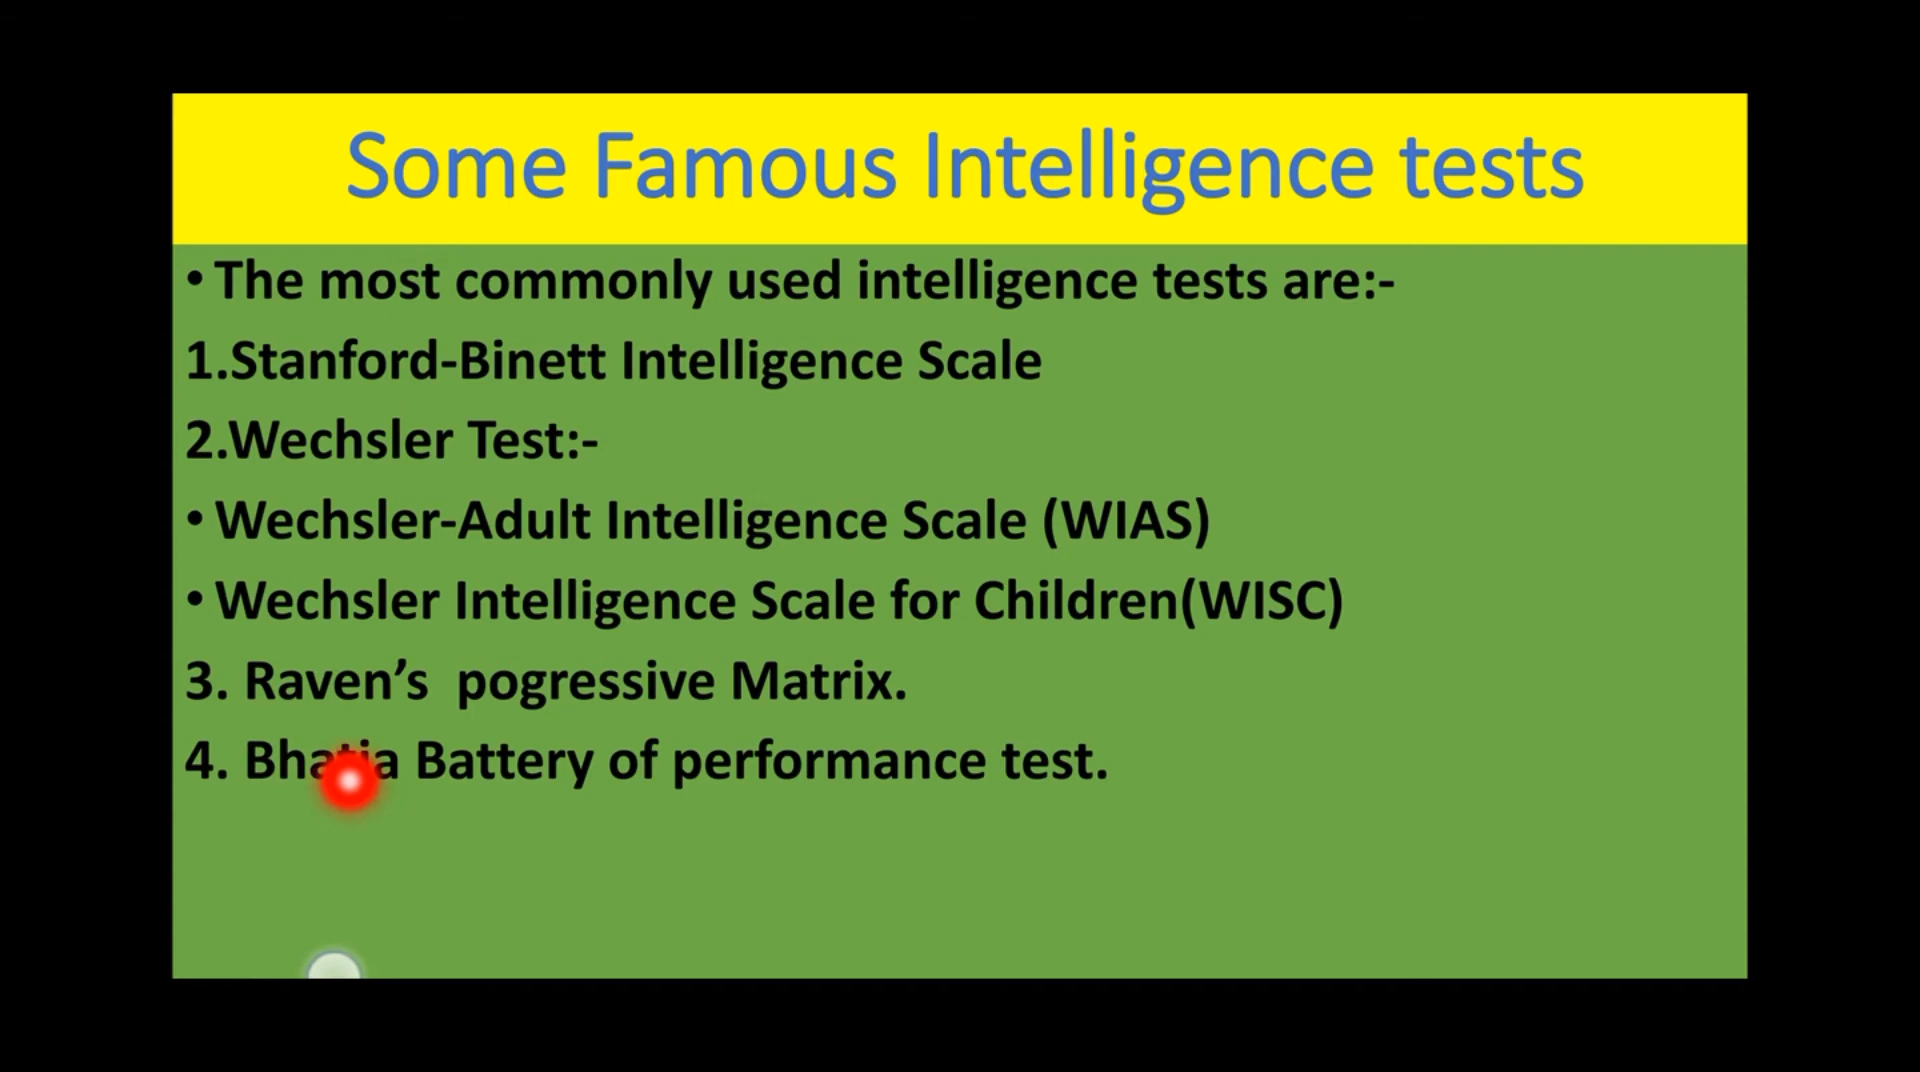 Some Famous Intelligence tests
• The most commonly used intelligence tests are:-
1.Stanford-Binett Intelligence Scale
2.Wechsler Test:-
• Wechsler-Adult Intelligence Scale (WIAS)
• Wechsler Intelligence Scale for Children(WISC)
3. Raven’s  pogressive Matrix.
4. Bhatia Battery of performance test.